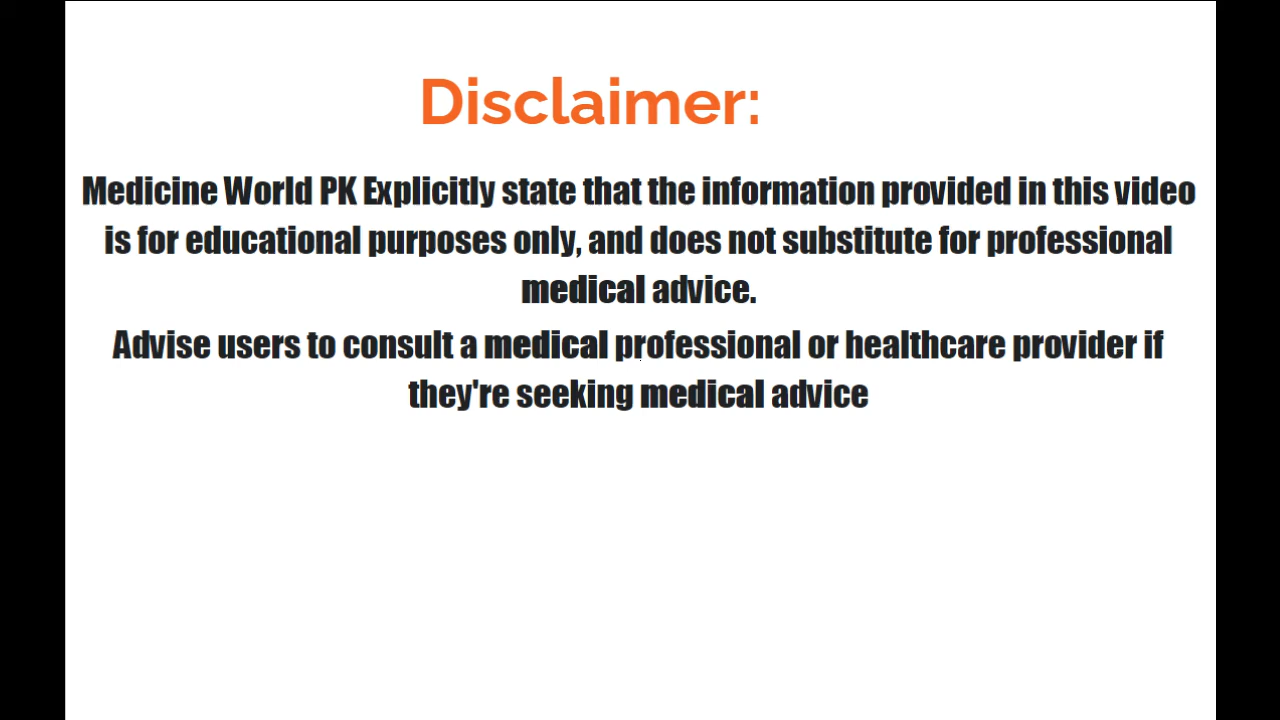 Disclaimer:
Medicine World PK Explicitly state that the information provided in this video
is for educational purposes only, and does not substitute for professional
medical advice.
Advise users to consult a medical professional or healthcare provider if
they're seeking medical advice